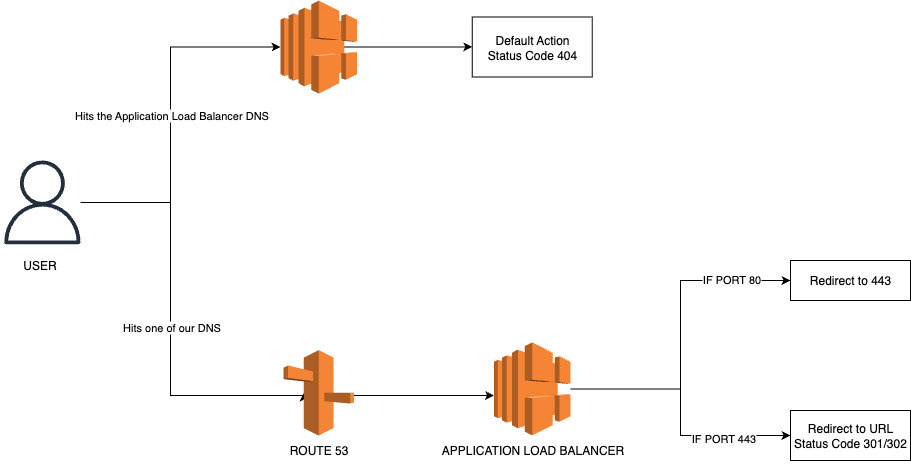 Default Action
Status Code 404
Hits the Application Load Balancer DNS
USER
IF PORT 80
Redirect to 443
Hits one of our DNS
IF PORT 443
Redirect to URL
Status Code 301/302
ROUTE 53
APPLICATION LOAD BALANCER